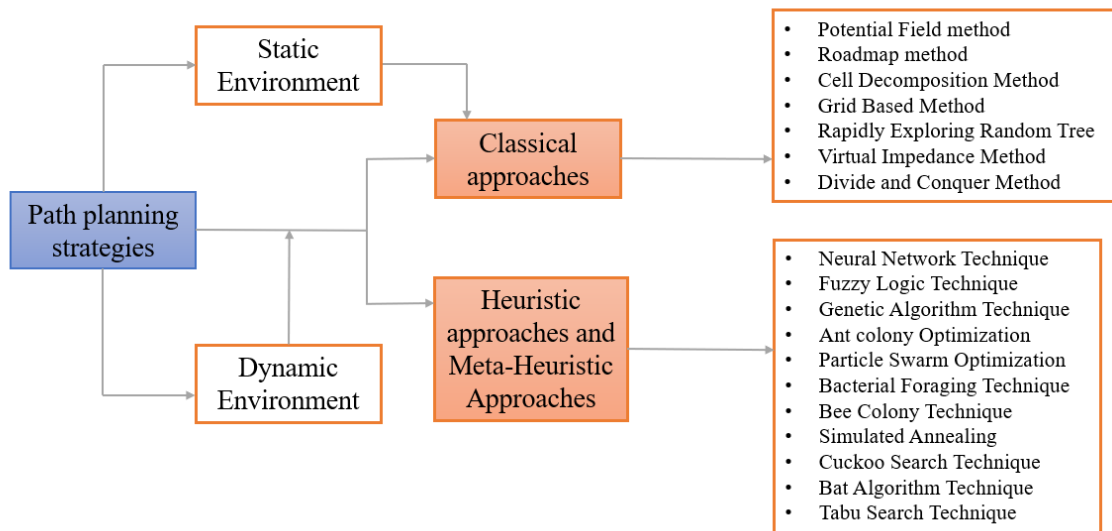 Path planning
strategies
Static
Environment
Dynamic
Environment
Classical
approaches
Heuristic
approaches and
Meta-Heuristic
Approaches
• Potential Field method
• Roadmap method
• Cell Decomposition Method
• Grid Based Method
• Rapidly Exploring Random Tree
• Virtual Impedance Method
• Divide and Conquer Method
• Neural Network Technique
• Fuzzy Logic Technique
• Genetic Algorithm Technique
• Ant colony Optimization
• Particle Swarm Optimization
• Bacterial Foraging Technique
• Bee Colony Technique
• Simulated Annealing
• Cuckoo Search Technique
• Bat Algorithm Technique
• Tabu Search Technique